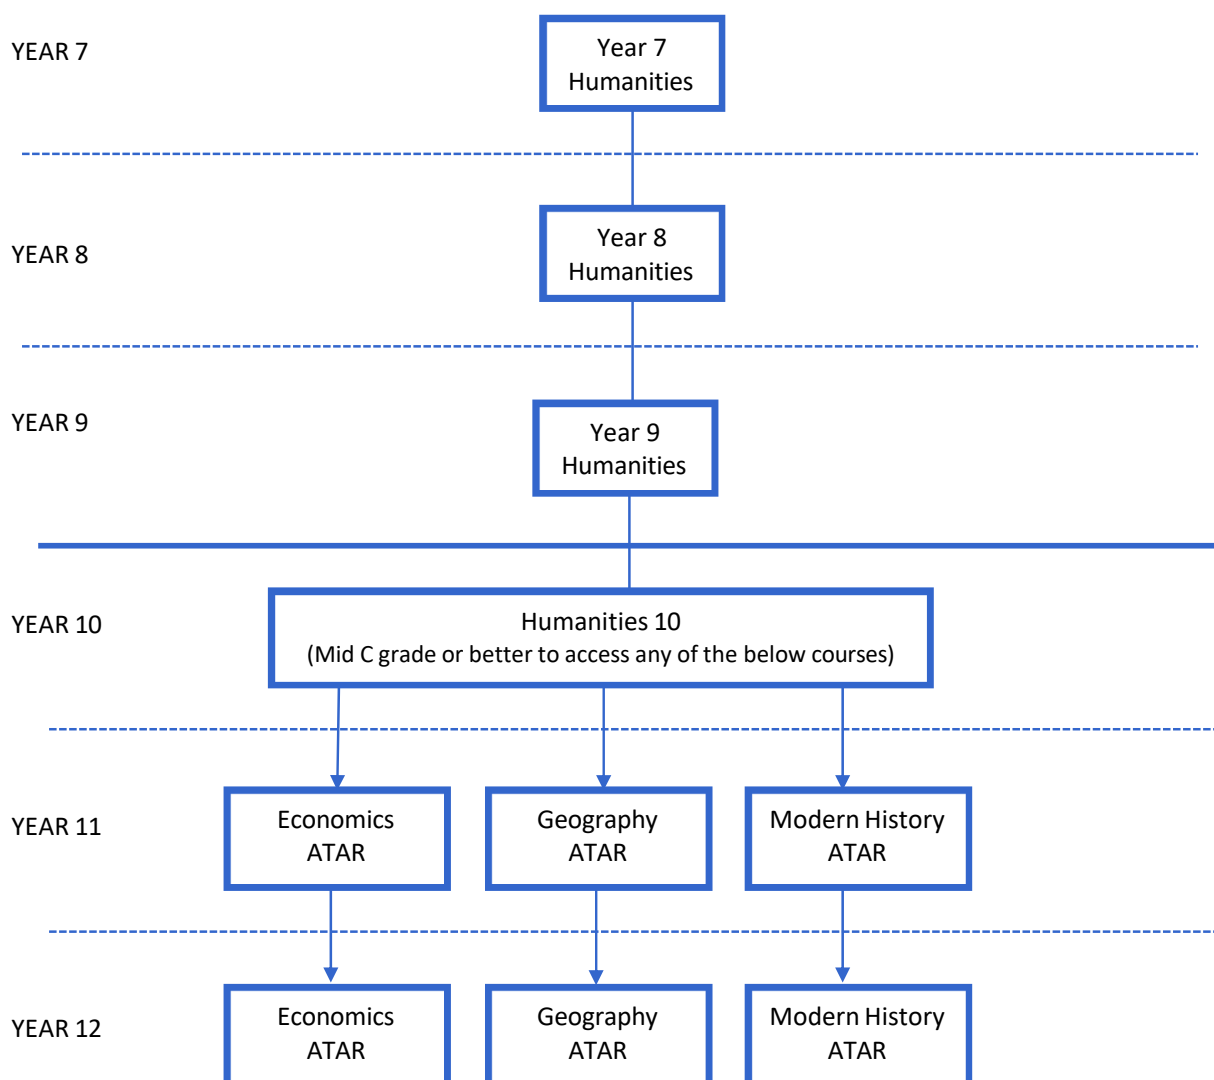 YEAR 7
Year 7
Humanities
YEAR 8
Year 8
Humanities
YEAR 9
Year 9
Humanities
YEAR 10
Humanities 10
(Mid C grade or better to access any of the below courses)
YEAR 11
Economics
ATAR
Geography
ATAR
Modern History
ATAR
YEAR 12
Economics
ATAR
Geography
ATAR
Modern History
ATAR